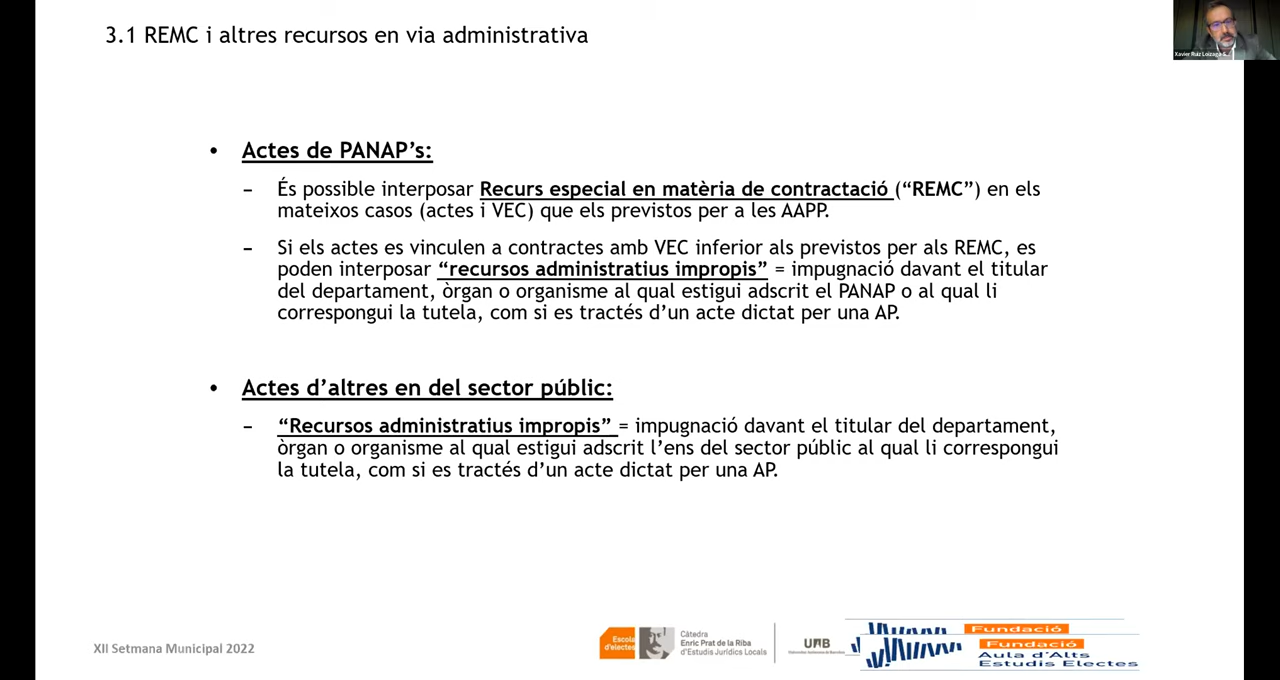 3.1 REMC i altres recursos en via administrativa
• Actes de PANAP’s:
– És possible interposar Recurs especial en matèria de contractació (“REMC”) en els
mateixos casos (actes i VEC) que els previstos per a les AAPP.
– Si els actes es vinculen a contractes amb VEC inferior als previstos per als REMC, es
poden interposar “recursos administratius impropis” = impugnació davant el titular
del departament, òrgan o organisme al qual estigui adscrit el PANAP o al qual li
correspongui la tutela, com si es tractés d’un acte dictat per una AP.
• Actes d’altres en del sector públic:
– “Recursos administratius impropis” = impugnació davant el titular del departament,
òrgan o organisme al qual estigui adscrit l’ens del sector públic al qual li correspongui
la tutela, com si es tractés d’un acte dictat per una AP.
XII Setmana Municipal 2022
Escola
d'electes
Càtedra
Enric Prat de la Riba
d'Estudis Jurídics Locals
UAB
Universitat Autònoma de Barcelona
Fundació
Fundació
Aula d'Alts
Estudis Electes